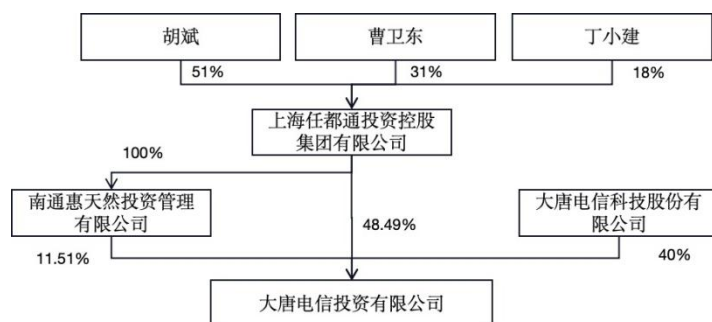 胡斌
曹卫东
丁小建
51%
31%
18%
上海任都通投资控股
集团有限公司
100%
南通惠天然投资管理
有限公司
大唐电信科技股份有
限公司
48.49%
11.51%
40%
大唐电信投资有限公司